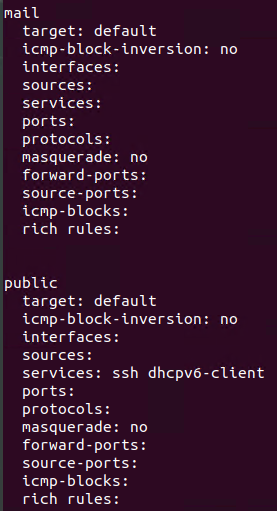 mail
  target: default
  icmp-block-inversion: no
  interfaces:
  sources:
  services:
  ports:
  protocols:
  masquerade: no
  forward-ports:
  source-ports:
  icmp-blocks:
  rich rules:
public
  target: default
  icmp-block-inversion: no
  interfaces:
  sources:
  services: ssh dhcpv6-client
  ports:
  protocols:
  masquerade: no
  forward-ports:
  source-ports:
  icmp-blocks:
  rich rules: